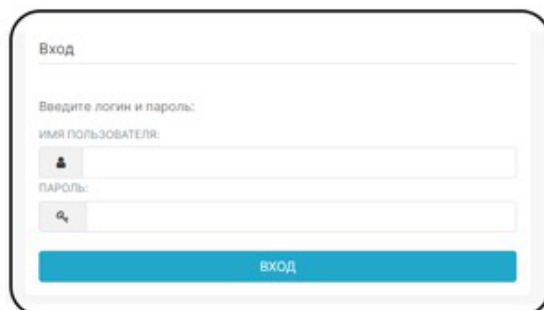 Вход
Введите логин и пароль:
ИМЯ ПОЛЬЗОВАТЕЛЯ:
ПАРОЛЬ:
ВХОД